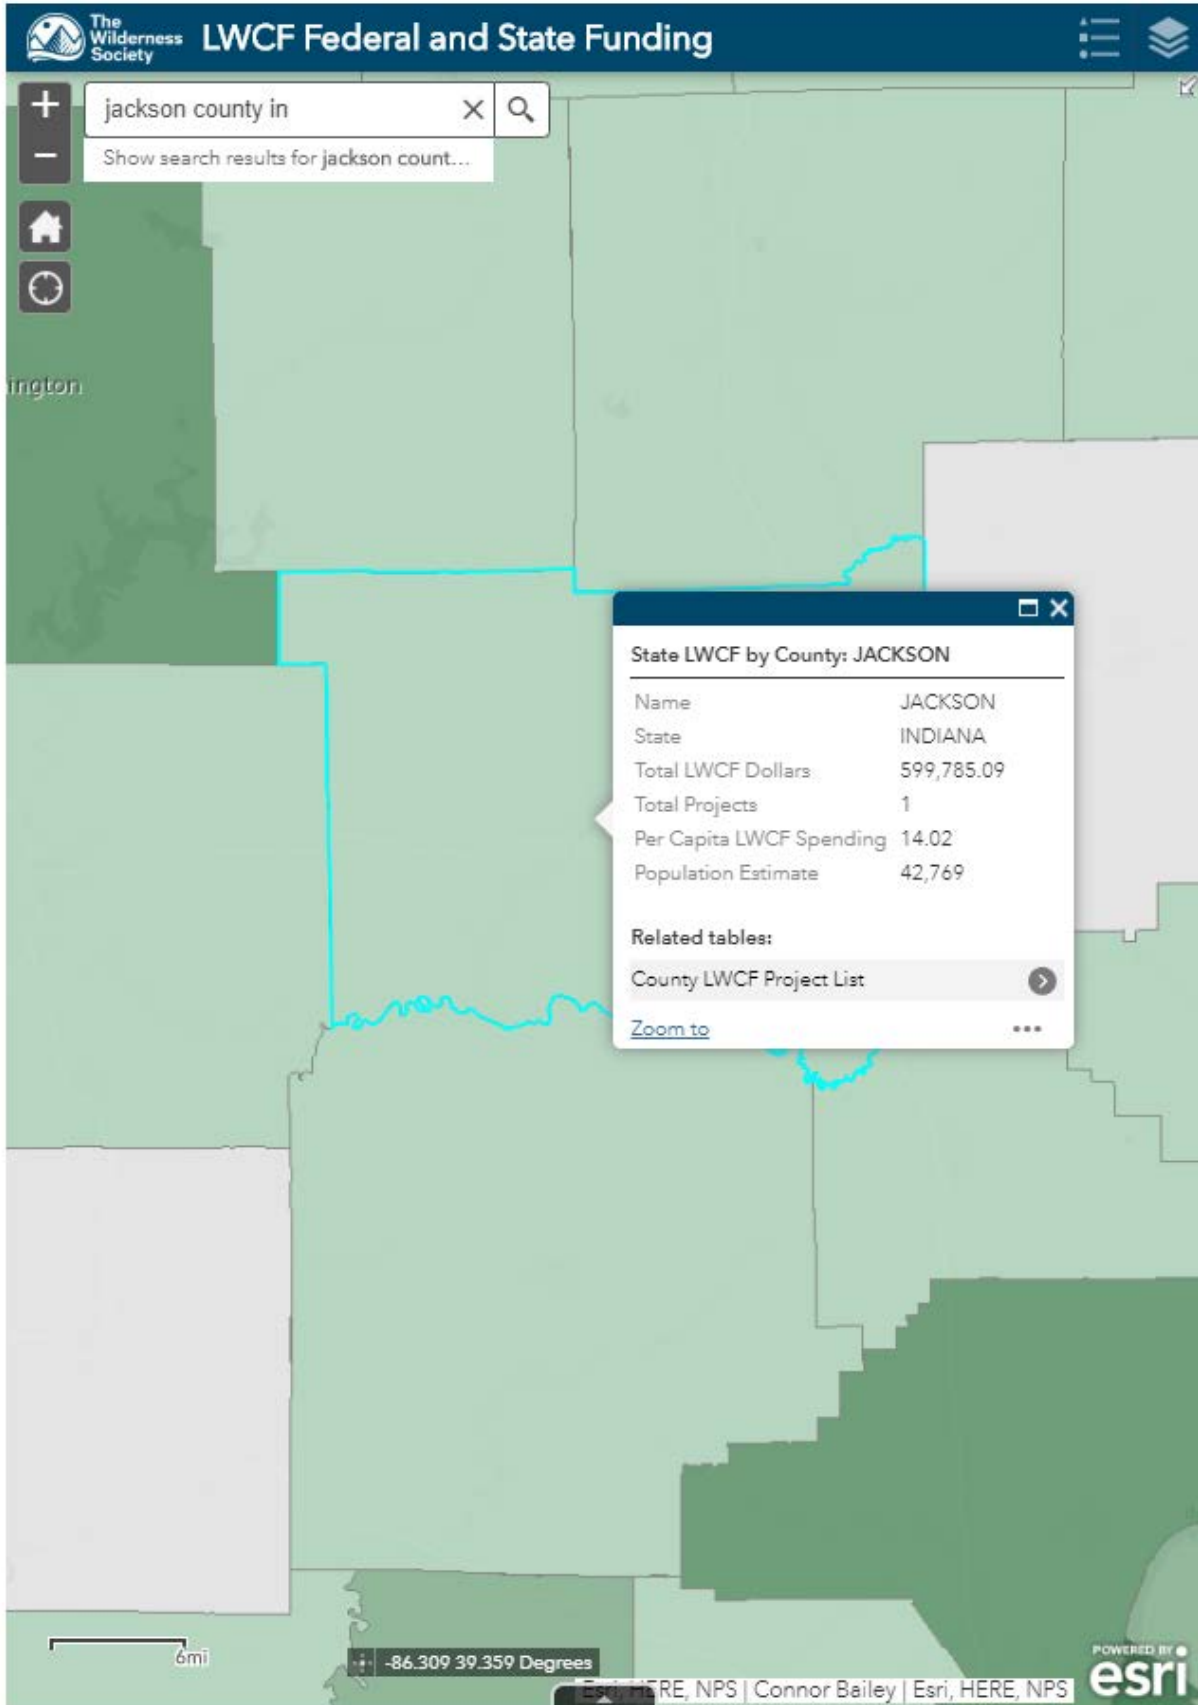 The
Wilderness
Society
LWCF Federal and State Funding
jackson county in
Show search results for jackson count...
ington
State LWCF by County: JACKSON
Name JACKSON
State INDIANA
Total LWCF Dollars 599,785.09
Total Projects 1
Per Capita LWCF Spending 14.02
Population Estimate 42,769
Related tables:
County LWCF Project List
Zoom to
6mi
-86.309 39.359 Degrees
Esri, HERE, NPS | Connor Bailey | Esri, HERE, NPS
POWERED BY
esri